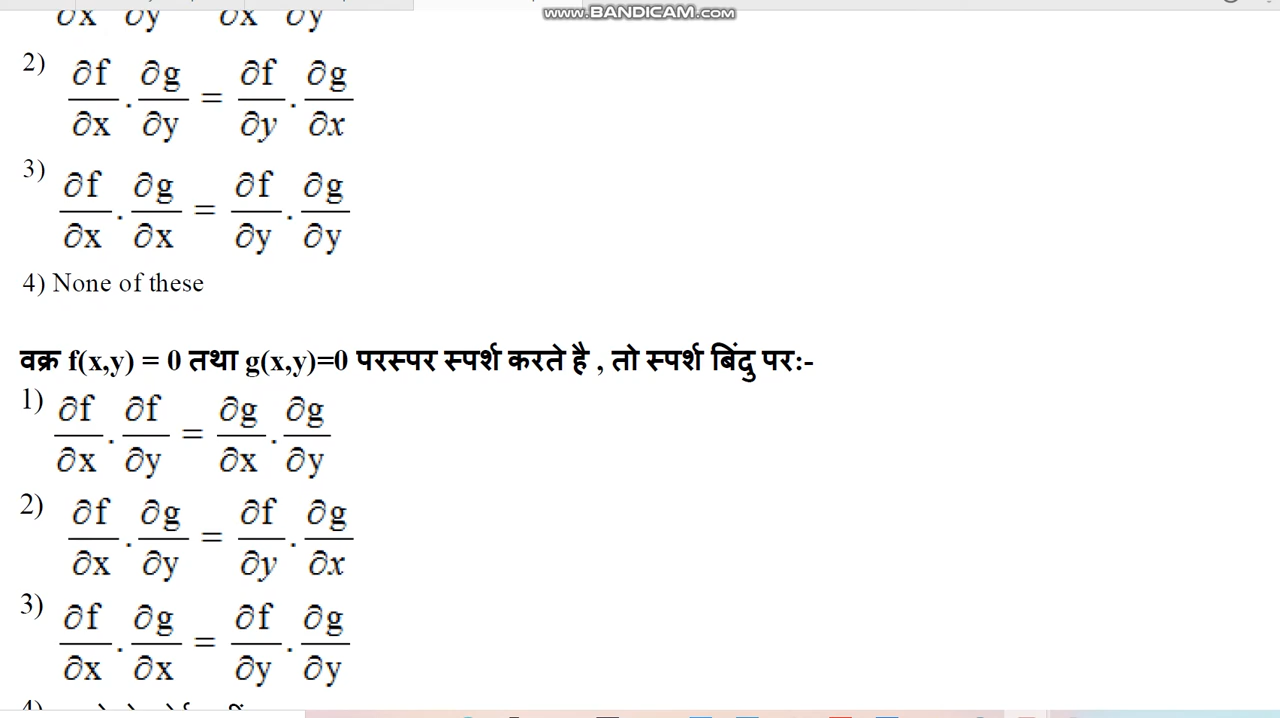 www.BANDICAM.com
∂x ∂y ∂x ∂y
2) ∂f/∂x . ∂g/∂y = ∂f/∂y . ∂g/∂x
3) ∂f/∂x . ∂g/∂x = ∂f/∂y . ∂g/∂y
4) None of these
वक्र f(x,y) = 0 तथा g(x,y)=0 परस्पर स्पर्श करते है , तो स्पर्श बिंदु पर:-
1) ∂f/∂x . ∂f/∂y = ∂g/∂x . ∂g/∂y
2) ∂f/∂x . ∂g/∂y = ∂f/∂y . ∂g/∂x
3) ∂f/∂x . ∂g/∂x = ∂f/∂y . ∂g/∂y
4)